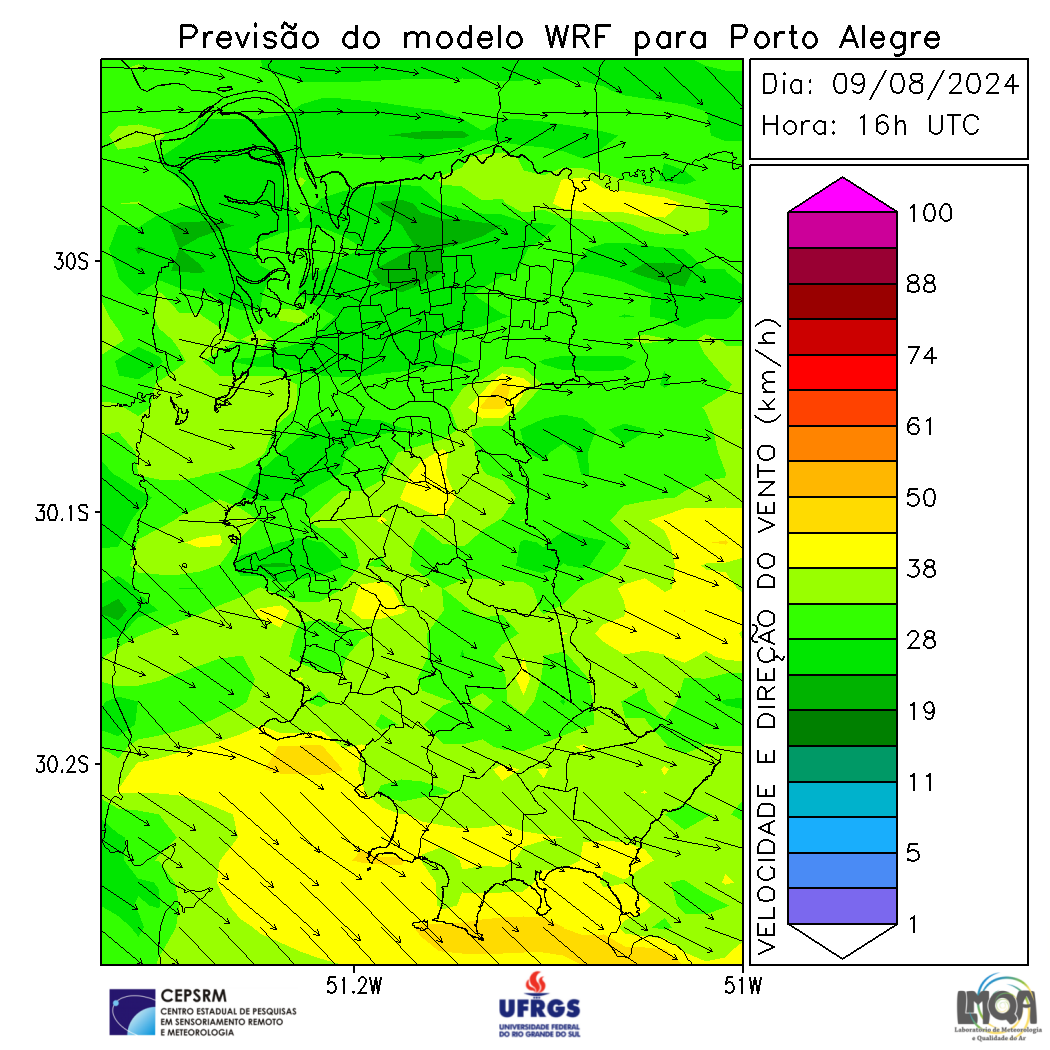 Previsão do modelo WRF para Porto Alegre
Dia: 09/08/2024
Hora: 16h UTC
30S
30.1S
30.2S
51.2W
51W
VELOCIDADE E DIREÇÃO DO VENTO (km/h)
100
88
74
61
50
38
28
19
11
5
1
CEPSRM
CENTRO ESTADUAL DE PESQUISAS
EM SENSORIAMENTO REMOTO
E METEOROLOGIA
UFRGS
UNIVERSIDADE FEDERAL
DO RIO GRANDE DO SUL
LMQA
Laboratório de Meteorologia
e Qualidade do Ar